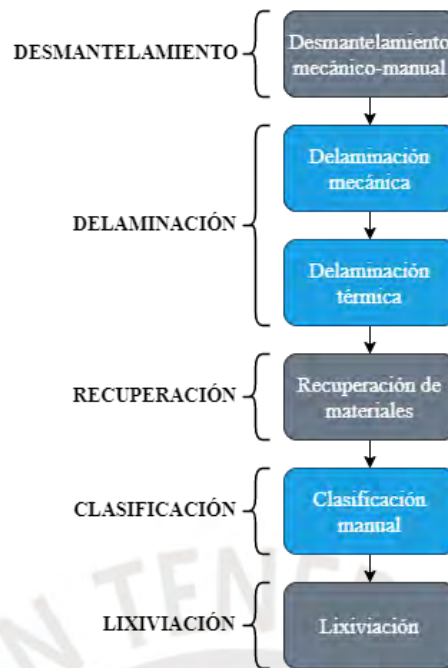 DESMANTELAMIENTO
Desmantelamiento
mecánico-manual
DELAMINACIÓN
Delaminación
mecánica
Delaminación
térmica
RECUPERACIÓN
Recuperación de
materiales
CLASIFICACIÓN
Clasificación
manual
LIXIVIACIÓN
Lixiviación